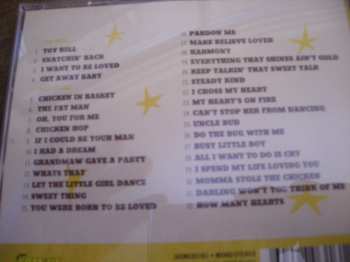 TOY BELL
SNATCHIN' BACK
I WANT TO BE LOVED
GET AWAY BABY
CHICKEN IN BASKET
THE FAT MAN
OH, YOU FOR ME
CHICKEN HOP
IF I COULD BE YOUR MAN
I HAD A DREAM
GRANDMAW GAVE A PARTY
WHATS THAT
LET THE LITTLE GIRL DANCE
SWEET THING
YOU WERE BORN TO BE LOVED
PARDON ME
MAKE BELIEVE LOVER
HARMONY
EVERYTHING THAT SHINES AIN'T GOLD
KEEP TALKIN' THAT SWEET TALK
STEADY KIND
I CROSS MY HEART
MY HEART'S ON FIRE
CAN'T STOP HER FROM DANCING
UNCLE BUD
DO THE BUG WITH ME
BUSY LITTLE BOY
ALL I WANT TO DO IS CRY
I SPEND MY LIFE LOVING YOU
MOMMA STOLE THE CHICKEN
DARLING WON'T YOU THINK OF ME
HOW MANY HEARTS